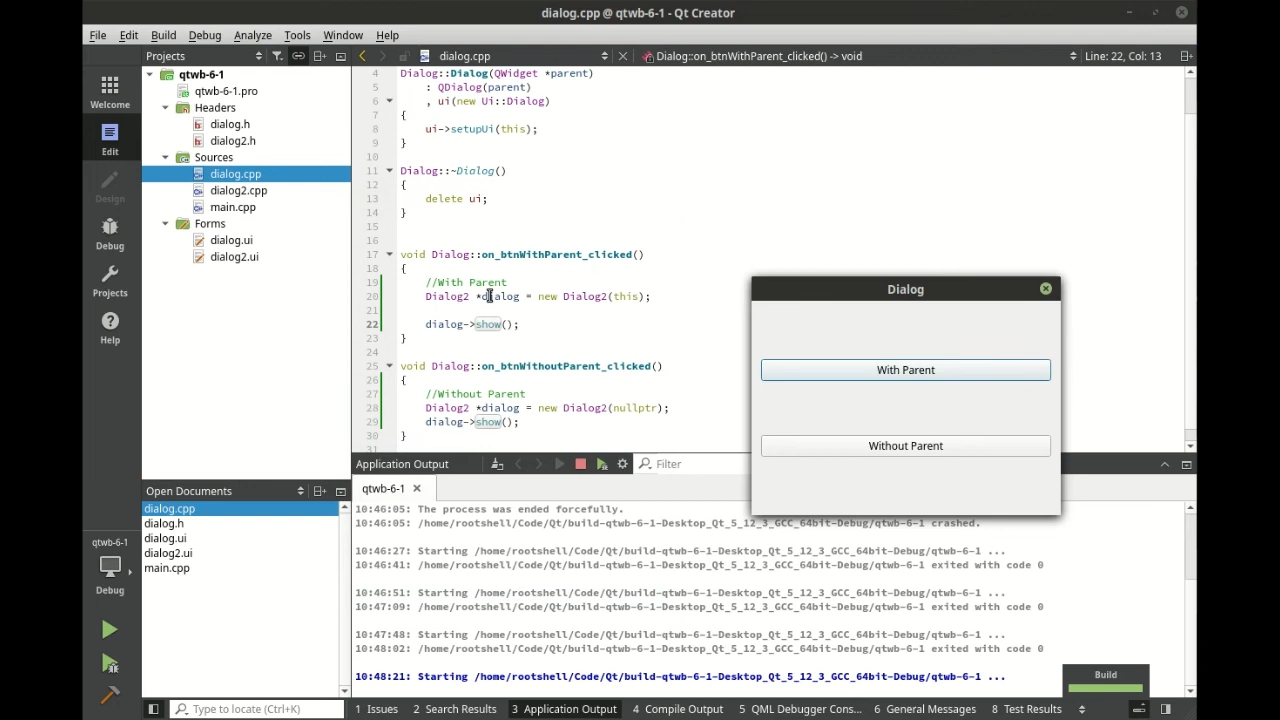 dialog.cpp @ qtwb-6-1 - Qt Creator
File Edit Build Debug Analyze Tools Window Help
Projects
dialog.cpp
Dialog::on_btnWithParent_clicked() -> void
Line: 22, Col: 13
Welcome
Edit
Design
Debug
Projects
Help
qtwb-6-1
Debug
qtwb-6-1
qtwb-6-1.pro
Headers
dialog.h
dialog2.h
Sources
dialog.cpp
dialog2.cpp
main.cpp
Forms
dialog.ui
dialog2.ui
Open Documents
dialog.cpp
dialog.h
dialog.ui
dialog2.ui
main.cpp
4 Dialog::Dialog(QWidget *parent)
5 : QDialog(parent)
6 , ui(new Ui::Dialog)
7 {
8 ui->setupUi(this);
9 }
10
11 Dialog::~Dialog()
12 {
13 delete ui;
14 }
15
16
17 void Dialog::on_btnWithParent_clicked()
18 {
19 //With Parent
20 Dialog2 *dialog = new Dialog2(this);
21
22 dialog->show();
23 }
24
25 void Dialog::on_btnWithoutParent_clicked()
26 {
27 //Without Parent
28 Dialog2 *dialog = new Dialog2(nullptr);
29 dialog->show();
30 }
31
Dialog
With Parent
Without Parent
Application Output
Filter
qtwb-6-1
10:46:05: The process was ended forcefully.
10:46:05: /home/rootshell/Code/Qt/build-qtwb-6-1-Desktop_Qt_5_12_3_GCC_64bit-Debug/qtwb-6-1 crashed.
10:46:27: Starting /home/rootshell/Code/Qt/build-qtwb-6-1-Desktop_Qt_5_12_3_GCC_64bit-Debug/qtwb-6-1 ...
10:46:41: /home/rootshell/Code/Qt/build-qtwb-6-1-Desktop_Qt_5_12_3_GCC_64bit-Debug/qtwb-6-1 exited with code 0
10:46:51: Starting /home/rootshell/Code/Qt/build-qtwb-6-1-Desktop_Qt_5_12_3_GCC_64bit-Debug/qtwb-6-1 ...
10:47:09: /home/rootshell/Code/Qt/build-qtwb-6-1-Desktop_Qt_5_12_3_GCC_64bit-Debug/qtwb-6-1 exited with code 0
10:47:48: Starting /home/rootshell/Code/Qt/build-qtwb-6-1-Desktop_Qt_5_12_3_GCC_64bit-Debug/qtwb-6-1 ...
10:48:02: /home/rootshell/Code/Qt/build-qtwb-6-1-Desktop_Qt_5_12_3_GCC_64bit-Debug/qtwb-6-1 exited with code 0
10:48:21: Starting /home/rootshell/Code/Qt/build-qtwb-6-1-Desktop_Qt_5_12_3_GCC_64bit-Debug/qtwb-6-1 ...
Build
Type to locate (Ctrl+K)
1 Issues 2 Search Results 3 Application Output 4 Compile Output 5 QML Debugger Cons... 6 General Messages 8 Test Results